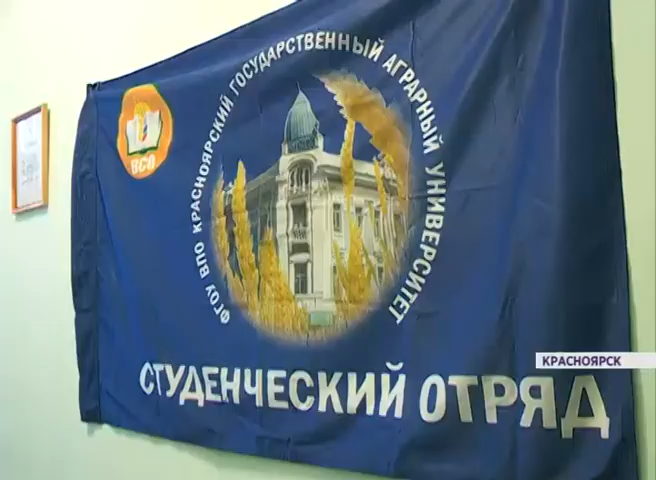 ФГОУ ВПО КРАСНОЯРСКИЙ ГОСУДАРСТВЕННЫЙ АГРАРНЫЙ УНИВЕРСИТЕТ
ВСО
КРАСНОЯРСК
СТУДЕНЧЕСКИЙ ОТРЯД